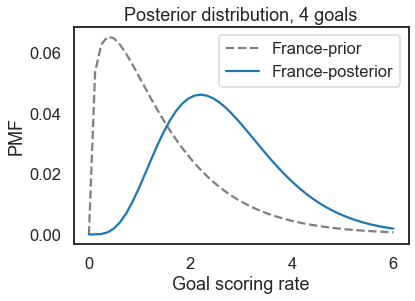 Posterior distribution, 4 goals
France-prior
France-posterior
PMF
0.06
0.04
0.02
0.00
0
2
4
6
Goal scoring rate